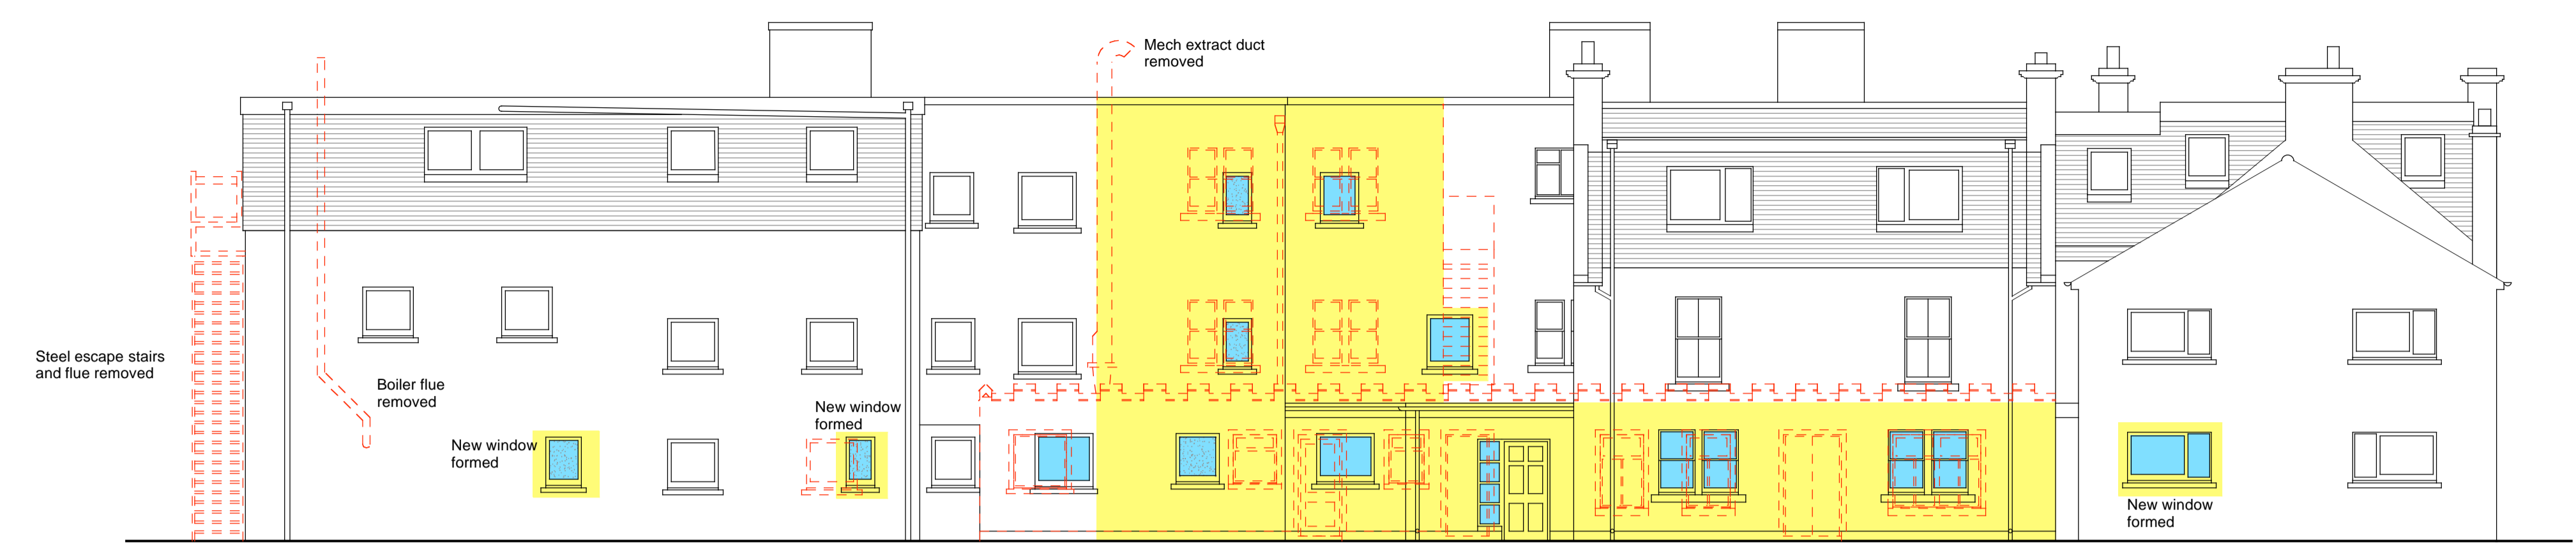 Mech extract duct
removed
Steel escape stairs
and flue removed
Boiler flue
removed
New window
formed
New window
formed
New window
formed